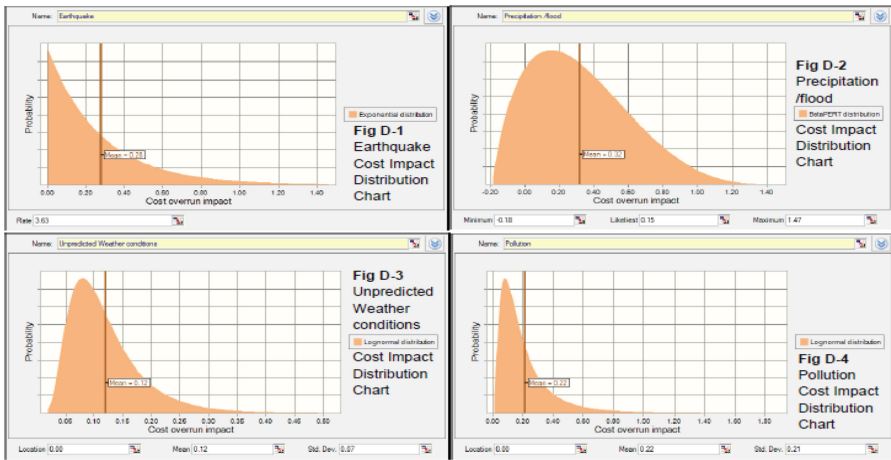 Name: Earthquake
Probability
Mean = 0.28
0.00 0.20 0.40 0.60 0.80 1.00 1.20 1.40
Cost overrun impact
Exponential distribution
Fig D-1
Earthquake
Cost Impact
Distribution
Chart
Rate 3.63
Name: Precipitation /flood
Probability
Mean = 0.32
-0.20 0.00 0.20 0.40 0.60 0.80 1.00 1.20 1.40
Cost overrun impact
Fig D-2
Precipitation
/flood
BetaPERT distribution
Cost Impact
Distribution
Chart
Minimum -0.18 Likeliest 0.15 Maximum 1.47
Name: Unpredicted Weather conditions
Probability
Mean = 0.12
0.05 0.10 0.15 0.20 0.25 0.30 0.35 0.40 0.45 0.50
Cost overrun impact
Fig D-3
Unpredicted
Weather
conditions
Lognormal distribution
Cost Impact
Distribution
Chart
Location 0.00 Mean 0.12 Std. Dev. 0.07
Name: Pollution
Probability
Mean = 0.22
0.00 0.20 0.40 0.60 0.80 1.00 1.20 1.40 1.60 1.80
Cost overrun impact
Lognormal distribution
Fig D-4
Pollution
Cost Impact
Distribution
Chart
Location 0.00 Mean 0.22 Std. Dev. 0.21